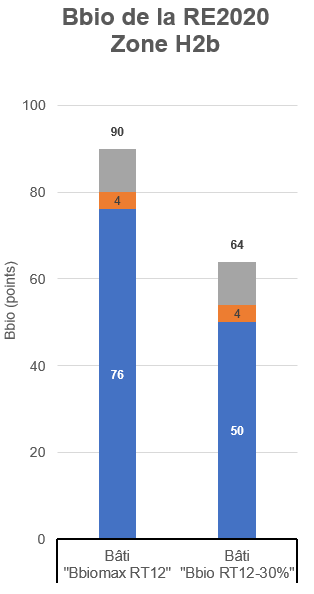 Bbio de la RE2020
Zone H2b
100
90
4
80
64
60
4
Bbio (points)
76
40
50
20
0
Bâti
"Bbiomax RT12"
Bâti
"Bbio RT12-30%"